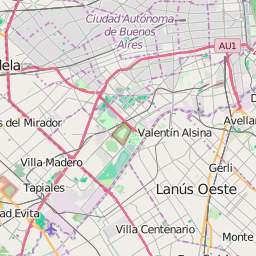 Ciudad Autónoma
de Buenos
Aires
AU1
dela
s del Mirador
Valentín Alsina
Avellan
Villa Madero
Gerli
Tapiales
Lanús Oeste
ad Evita
Villa Centenario
Monte